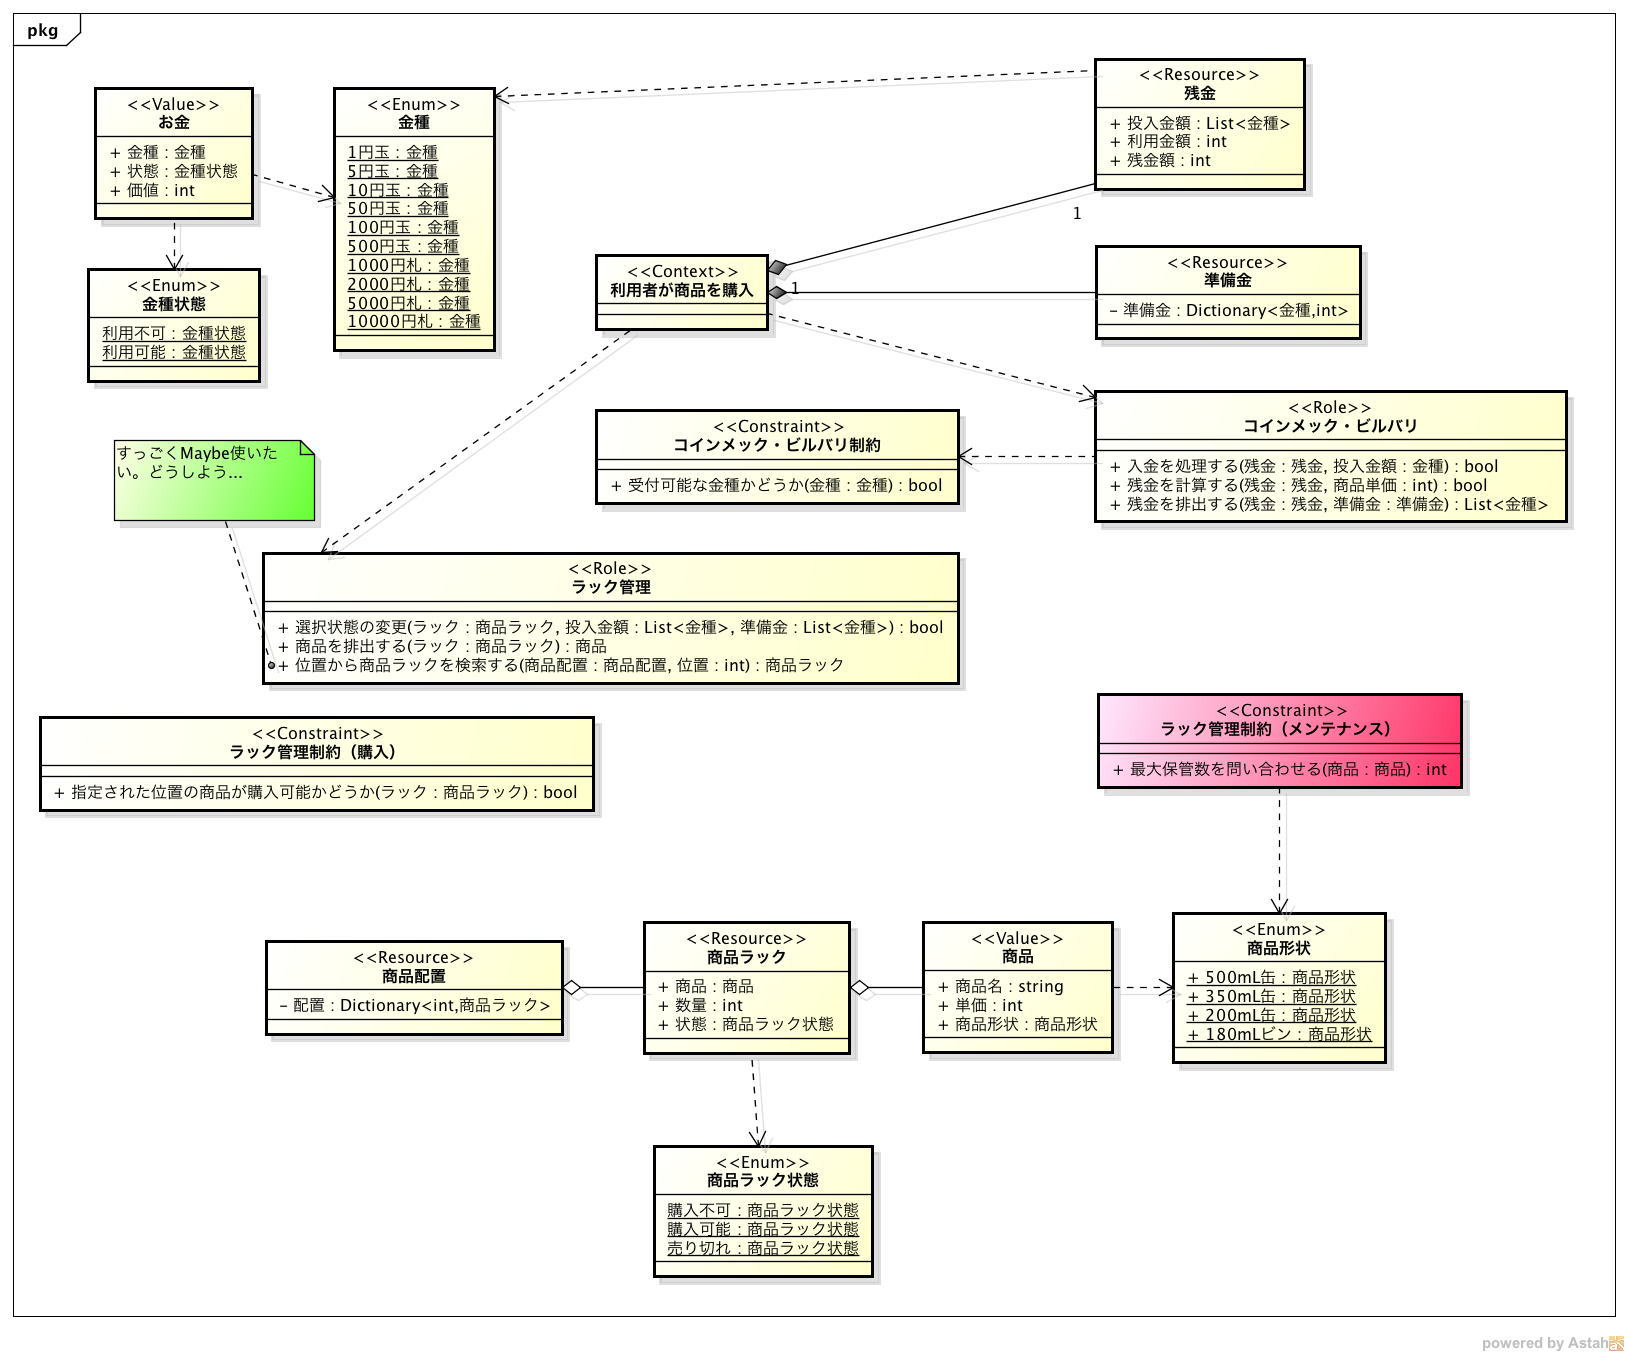 pkg
<<Value>>
お金
+ 金種 : 金種
+ 状態 : 金種状態
+ 価値 : int
<<Enum>>
金種
1円玉 : 金種
5円玉 : 金種
10円玉 : 金種
50円玉 : 金種
100円玉 : 金種
500円玉 : 金種
1000円札 : 金種
2000円札 : 金種
5000円札 : 金種
10000円札 : 金種
<<Resource>>
残金
+ 投入金額 : List<金種>
+ 利用金額 : int
+ 残金額 : int
1
<<Enum>>
金種状態
利用不可 : 金種状態
利用可能 : 金種状態
<<Context>>
利用者が商品を購入
1
<<Resource>>
準備金
- 準備金 : Dictionary<金種,int>
すっごくMaybe使いた
い。どうしよう...
<<Constraint>>
コインメック・ビルバリ制約
+ 受付可能な金種かどうか(金種 : 金種) : bool
<<Role>>
コインメック・ビルバリ
+ 入金を処理する(残金 : 残金, 投入金額 : 金種) : bool
+ 残金を計算する(残金 : 残金, 商品単価 : int) : bool
+ 残金を排出する(残金 : 残金, 準備金 : 準備金) : List<金種>
<<Role>>
ラック管理
+ 選択状態の変更(ラック : 商品ラック, 投入金額 : List<金種>, 準備金 : List<金種>) : bool
+ 商品を排出する(ラック : 商品ラック) : 商品
+ 位置から商品ラックを検索する(商品配置 : 商品配置, 位置 : int) : 商品ラック
<<Constraint>>
ラック管理制約（購入）
+ 指定された位置の商品が購入可能かどうか(ラック : 商品ラック) : bool
<<Constraint>>
ラック管理制約（メンテナンス）
+ 最大保管数を問い合わせる(商品 : 商品) : int
<<Resource>>
商品配置
- 配置 : Dictionary<int,商品ラック>
<<Resource>>
商品ラック
+ 商品 : 商品
+ 数量 : int
+ 状態 : 商品ラック状態
<<Value>>
商品
+ 商品名 : string
+ 単価 : int
+ 商品形状 : 商品形状
<<Enum>>
商品形状
+ 500mL缶 : 商品形状
+ 350mL缶 : 商品形状
+ 200mL缶 : 商品形状
+ 180mLビン : 商品形状
<<Enum>>
商品ラック状態
購入不可 : 商品ラック状態
購入可能 : 商品ラック状態
売り切れ : 商品ラック状態
powered by Astah